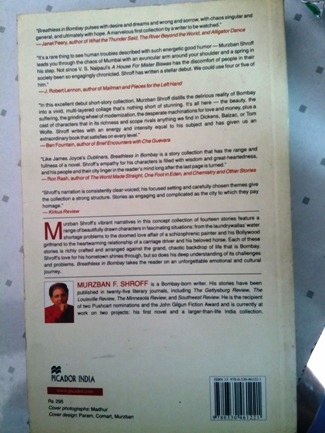 "Breathless in Bombay pulses with desire and dreams and wrong and sorrow, with chaos singular and
general, and ultimately with hope. A marvelous first collection by a writer to be watched."
— Janet Peery, author of What the Thunder Said, The River Beyond the World, and Alligator Dance
"It's a rare thing to see human troubles described with such energetic good humor — Murzban Shroff
leads you through the chaos of Mumbai with an avuncular arm around your shoulder and a spring in
his step. Not since V. S. Naipaul's A House For Mister Biswas has the discomfort of people in their
society been so engagingly chronicled. Shroff has written a stellar debut. We could use four or five of
him."
— J. Robert Lennon, author of Mailman and Pieces for the Left Hand
"In this excellent debut short-story collection, Murzban Shroff distills the delirious reality of Bombay
into a vivid, multi-layered collage that's nothing short of stunning. It's all here — the beauty, the
suffering, the grinding wheel of modernization, the desperate machinations for love and money; plus a
cast of characters that in its richness and scope rivals anything we find in Dickens, Balzac, or Tom
Wolfe. Shroff writes with an energy and intensity equal to his subject and has given us an
extraordinary book that satisfies on every level."
— Ben Fountain, author of Brief Encounters with Che Guevara
"Like James Joyce's Dubliners, Breathless in Bombay is a story collection that has the range and
fullness of a novel. Shroff's empathy for his characters is filled with wisdom and great-heartedness,
and his people and their city linger in the reader's mind long after the last page is turned."
— Ron Rash, author of The World Made Straight, One Foot in Eden, and Chemistry and Other Stories
"Shroff's narration is consistently clear-voiced; his focused setting and carefully chosen themes give
the collection a strong structure. Stories as engaging and complicated as the city to which they pay
homage."
— Kirkus Review
Murzban Shroff's vibrant narratives in this concept collection of fourteen stories feature a
range of beautifully drawn characters in fascinating situations: from the laundrywallas' water
shortage problems to the doomed love affair of a schizophrenic painter and his Bollywood
girlfriend to the heartwarming relationship of a carriage driver and his beloved horse. Each of these
stories is richly crafted and arranged against the grand, chaotic backdrop of life that is Bombay.
Shroff's love for his hometown shines through, but so does his deep understanding of its challenges
and problems. Breathless in Bombay takes the reader on an unforgettable emotional and cultural
journey.
MURZBAN F. SHROFF is a Bombay-born writer. His stories have been
published in twenty-five literary journals, including The Gettysburg Review, The
Louisville Review, The Minnesota Review, and Southwest Review. He is the recipient
of two Pushcart nominations and the John Gilgun Fiction Award and is currently at
work on two projects: his first novel and a larger-than-life India collection.
PICADOR INDIA
Rs 295
Cover photographs: Madhur
Cover design: Param, Comart, Murzban